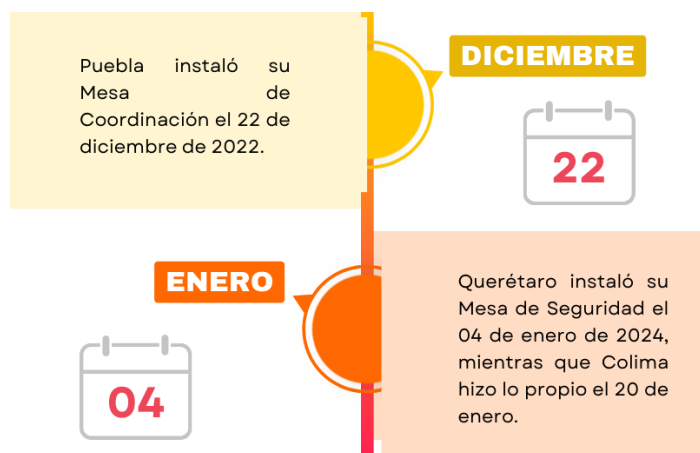 Puebla instaló su
Mesa de
Coordinación el 22 de
diciembre de 2022.
DICIEMBRE
22
ENERO
04
Querétaro instaló su
Mesa de Seguridad el
04 de enero de 2024,
mientras que Colima
hizo lo propio el 20 de
enero.